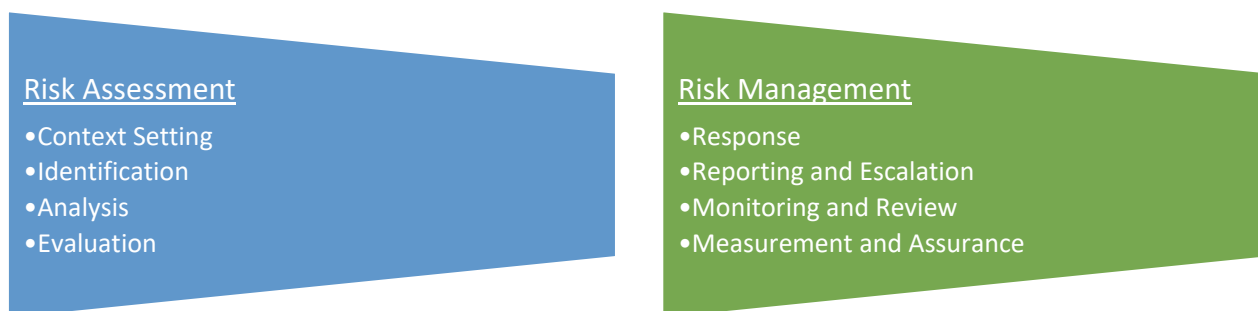 Risk Assessment
•Context Setting
•Identification
•Analysis
•Evaluation
Risk Management
•Response
•Reporting and Escalation
•Monitoring and Review
•Measurement and Assurance